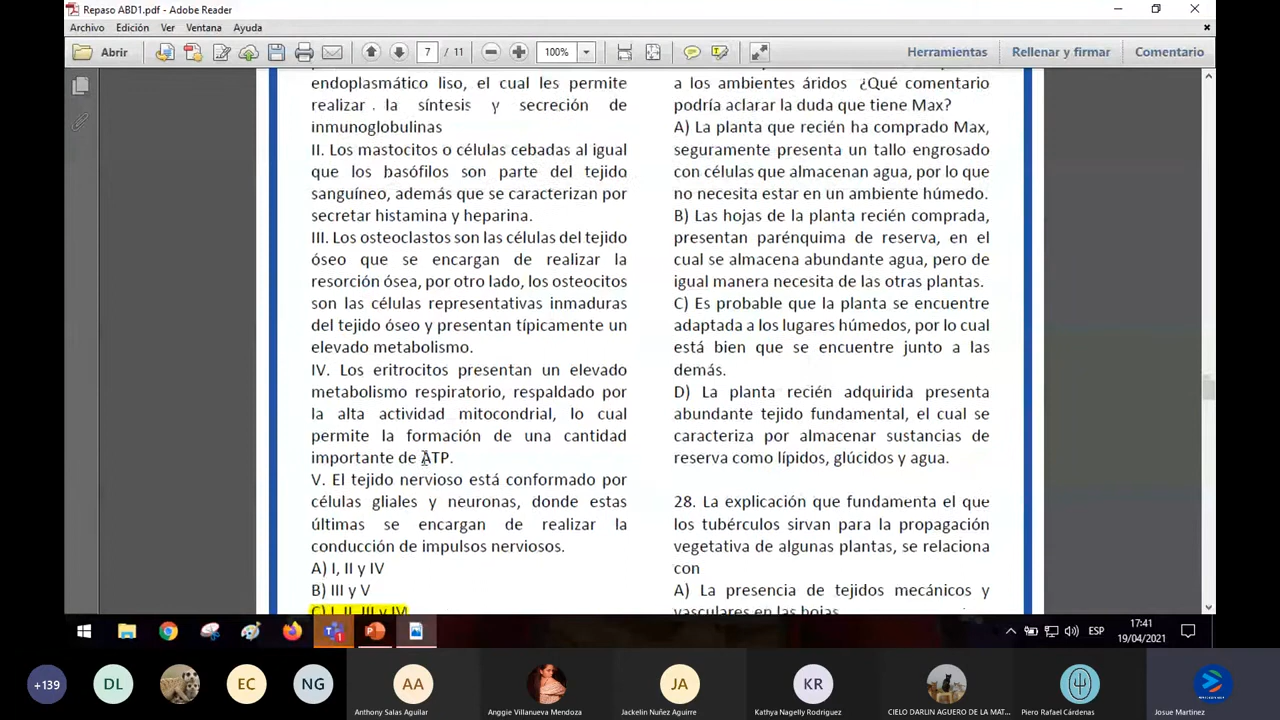 Repaso ABD1.pdf - Adobe Reader
Archivo Edición Ver Ventana Ayuda
Abrir 7 / 11 100% Herramientas Rellenar y firmar Comentario
endoplasmático liso, el cual les permite
realizar la síntesis y secreción de
inmunoglobulinas
II. Los mastocitos o células cebadas al igual
que los basófilos son parte del tejido
sanguíneo, además que se caracterizan por
secretar histamina y heparina.
III. Los osteoclastos son las células del tejido
óseo que se encargan de realizar la
resorción ósea, por otro lado, los osteocitos
son las células representativas inmaduras
del tejido óseo y presentan típicamente un
elevado metabolismo.
IV. Los eritrocitos presentan un elevado
metabolismo respiratorio, respaldado por
la alta actividad mitocondrial, lo cual
permite la formación de una cantidad
importante de ATP.
V. El tejido nervioso está conformado por
células gliales y neuronas, donde estas
últimas se encargan de realizar la
conducción de impulsos nerviosos.
A) I, II y IV
B) III y V
C) I, II, III y IV
a los ambientes áridos ¿Qué comentario
podría aclarar la duda que tiene Max?
A) La planta que recién ha comprado Max,
seguramente presenta un tallo engrosado
con células que almacenan agua, por lo que
no necesita estar en un ambiente húmedo.
B) Las hojas de la planta recién comprada,
presentan parénquima de reserva, en el
cual se almacena abundante agua, pero de
igual manera necesita de las otras plantas.
C) Es probable que la planta se encuentre
adaptada a los lugares húmedos, por lo cual
está bien que se encuentre junto a las
demás.
D) La planta recién adquirida presenta
abundante tejido fundamental, el cual se
caracteriza por almacenar sustancias de
reserva como lípidos, glúcidos y agua.
28. La explicación que fundamenta el que
los tubérculos sirvan para la propagación
vegetativa de algunas plantas, se relaciona
con
A) La presencia de tejidos mecánicos y
vasculares en las hojas
1
ESP
17:41
19/04/2021
+139 DL EC NG AA JA KR
Anthony Salas Aguilar
Anggie Villanueva Mendoza
Jackelin Nuñez Aguirre
Kathya Nagelly Rodriguez
CIELO DARLIN AGUERO DE LA MAT...
Piero Rafael Cárdenas
Josue Martinez